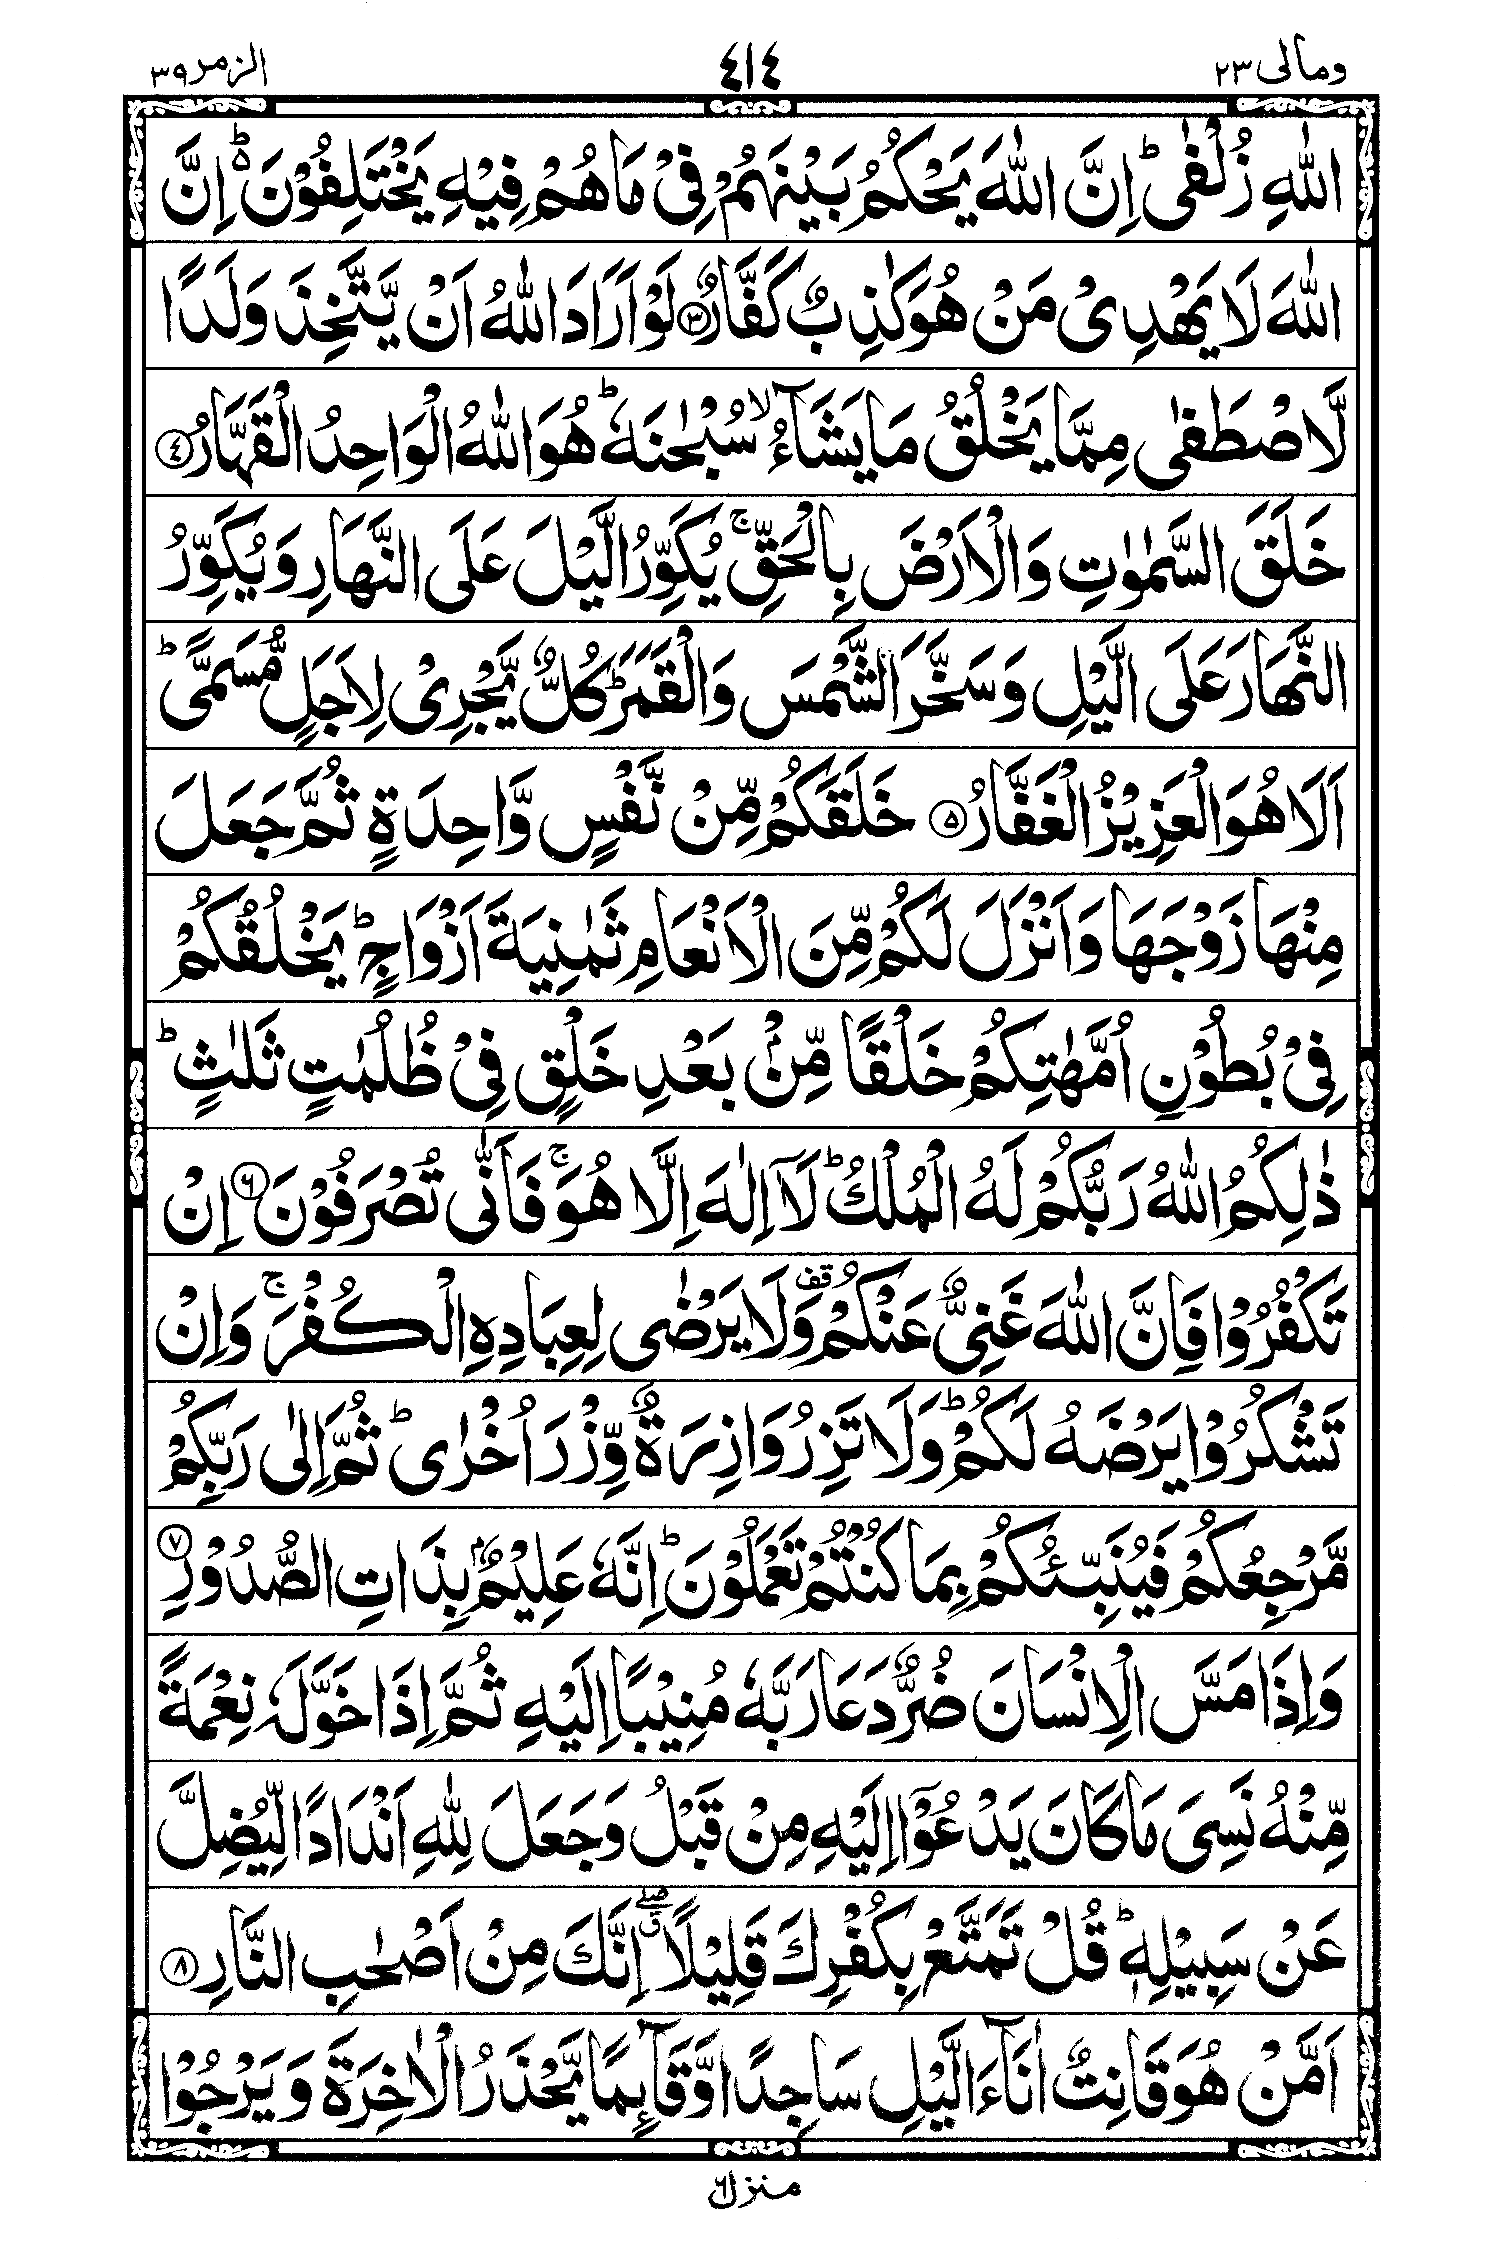 ومالی ٢٣ ٤١٤ الزمر ٣٩
اللّٰهِ زُلْفٰى ؕ اِنَّ اللّٰهَ يَحْكُمُ بَيْنَهُمْ فِىْ مَا هُمْ فِيْهِ يَخْتَلِفُوْنَ ؕ۬ اِنَّ
اللّٰهَ لَا يَهْدِىْ مَنْ هُوَ كٰذِبٌ كَفَّارٌ ۝٣ لَوْ اَرَادَ اللّٰهُ اَنْ يَّتَّخِذَ وَلَدًا
لَّاصْطَفٰى مِمَّا يَخْلُقُ مَا يَشَآءُ ۙ سُبْحٰنَهٗ ؕ هُوَ اللّٰهُ الْوَاحِدُ الْقَهَّارُ ۝٤
خَلَقَ السَّمٰوٰتِ وَالْاَرْضَ بِالْحَقِّ ۚ يُكَوِّرُ الَّيْلَ عَلَى النَّهَارِ وَيُكَوِّرُ
النَّهَارَ عَلَى الَّيْلِ وَسَخَّرَ الشَّمْسَ وَالْقَمَرَ ؕ كُلٌّ يَّجْرِىْ لِاَجَلٍ مُّسَمًّى ؕ
اَلَا هُوَ الْعَزِيْزُ الْغَفَّارُ ۝٥ خَلَقَكُمْ مِّنْ نَّفْسٍ وَّاحِدَةٍ ثُمَّ جَعَلَ
مِنْهَا زَوْجَهَا وَاَنْزَلَ لَكُمْ مِّنَ الْاَنْعَامِ ثَمٰنِيَةَ اَزْوَاجٍ ؕ يَخْلُقُكُمْ
فِىْ بُطُوْنِ اُمَّهٰتِكُمْ خَلْقًا مِّنْۢ بَعْدِ خَلْقٍ فِىْ ظُلُمٰتٍ ثَلٰثٍ ؕ
ذٰلِكُمُ اللّٰهُ رَبُّكُمْ لَهُ الْمُلْكُ ؕ لَاۤ اِلٰهَ اِلَّا هُوَ ۚ فَاَنّٰى تُصْرَفُوْنَ ۝٦ اِنْ
تَكْفُرُوْا فَاِنَّ اللّٰهَ غَنِىٌّ عَنْكُمْ قف وَلَا يَرْضٰى لِعِبَادِهِ الْكُفْرَ ۚ وَاِنْ
تَشْكُرُوْا يَرْضَهُ لَكُمْ ؕ وَلَا تَزِرُ وَازِرَةٌ وِّزْرَ اُخْرٰى ؕ ثُمَّ اِلٰى رَبِّكُمْ
مَّرْجِعُكُمْ فَيُنَبِّئُكُمْ بِمَا كُنْتُمْ تَعْمَلُوْنَ ؕ اِنَّهٗ عَلِيْمٌۢ بِذَاتِ الصُّدُوْرِ ۝٧
وَاِذَا مَسَّ الْاِنْسَانَ ضُرٌّ دَعَا رَبَّهٗ مُنِيْبًا اِلَيْهِ ثُمَّ اِذَا خَوَّلَهٗ نِعْمَةً
مِّنْهُ نَسِىَ مَا كَانَ يَدْعُوْۤا اِلَيْهِ مِنْ قَبْلُ وَجَعَلَ لِلّٰهِ اَنْدَادًا لِّيُضِلَّ
عَنْ سَبِيْلِهٖ ؕ قُلْ تَمَتَّعْ بِكُفْرِكَ قَلِيْلًا ۖق اِنَّكَ مِنْ اَصْحٰبِ النَّارِ ۝٨
اَمَّنْ هُوَ قَانِتٌ اٰنَآءَ الَّيْلِ سَاجِدًا وَّقَآئِمًا يَّحْذَرُ الْاٰخِرَةَ وَيَرْجُوْا
منزل ٦